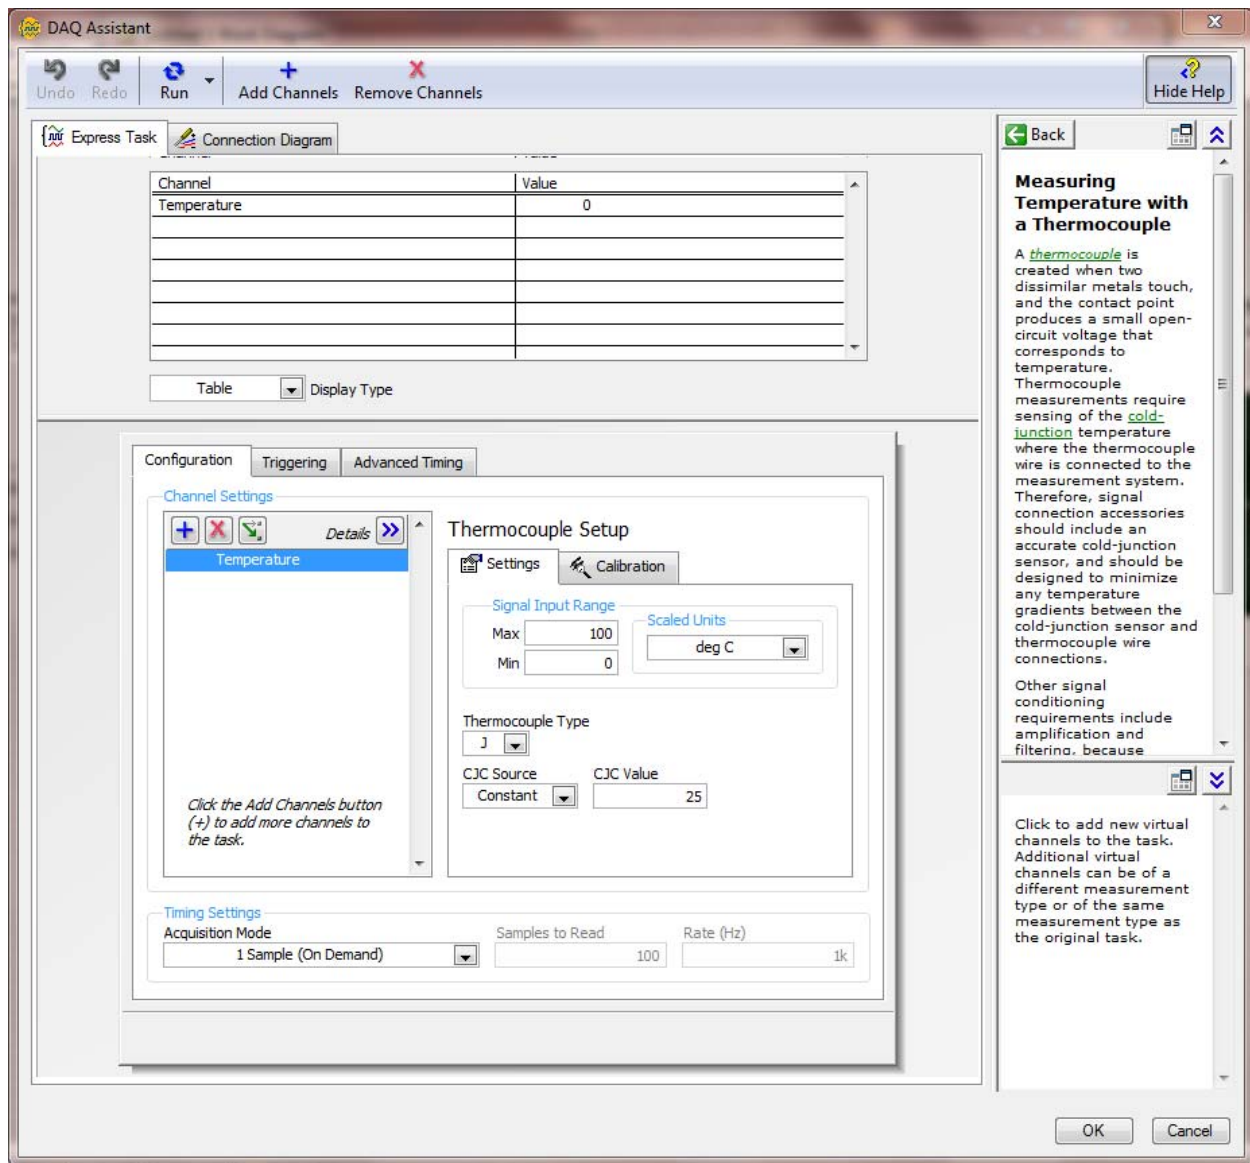 DAQ Assistant
Undo Redo Run Add Channels Remove Channels Hide Help
Express Task Connection Diagram
Channel Value
Temperature 0
Table Display Type
Configuration Triggering Advanced Timing
Channel Settings
Details
Temperature
Click the Add Channels button
(+) to add more channels to
the task.
Thermocouple Setup
Settings Calibration
Signal Input Range
Max 100
Min 0
Scaled Units
deg C
Thermocouple Type
J
CJC Source CJC Value
Constant 25
Timing Settings
Acquisition Mode Samples to Read Rate (Hz)
1 Sample (On Demand) 100 1k
Back
Measuring
Temperature with
a Thermocouple
A thermocouple is
created when two
dissimilar metals touch,
and the contact point
produces a small open-
circuit voltage that
corresponds to
temperature.
Thermocouple
measurements require
sensing of the cold-
junction temperature
where the thermocouple
wire is connected to the
measurement system.
Therefore, signal
connection accessories
should include an
accurate cold-junction
sensor, and should be
designed to minimize
any temperature
gradients between the
cold-junction sensor and
thermocouple wire
connections.
Other signal
conditioning
requirements include
amplification and
filtering, because
Click to add new virtual
channels to the task.
Additional virtual
channels can be of a
different measurement
type or of the same
measurement type as
the original task.
OK Cancel